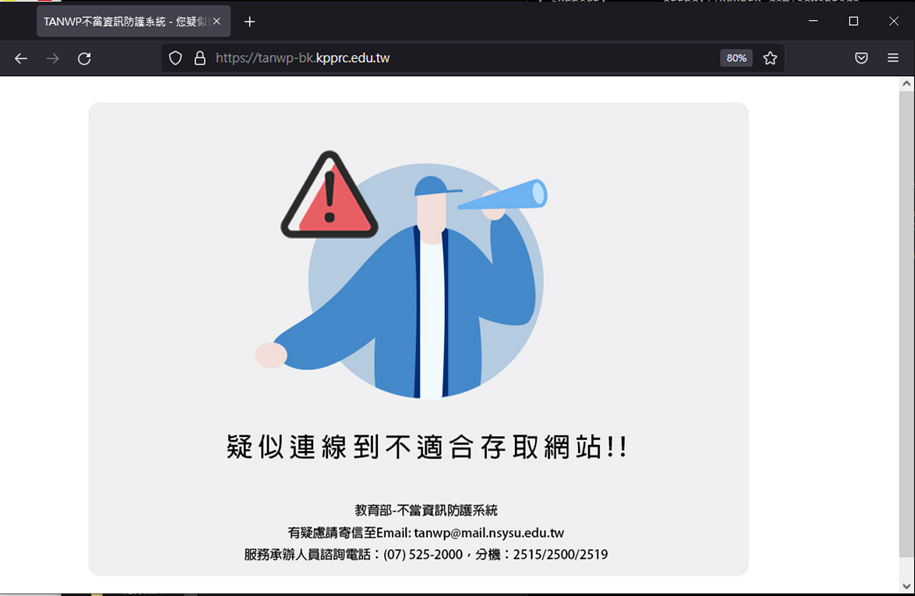 TANWP不當資訊防護系統 - 您疑似
https://tanwp-bk.kpprc.edu.tw
80%
疑似連線到不適合存取網站!!
教育部-不當資訊防護系統
有疑慮請寄信至Email: tanwp@mail.nsysu.edu.tw
服務承辦人員諮詢電話：(07) 525-2000，分機：2515/2500/2519